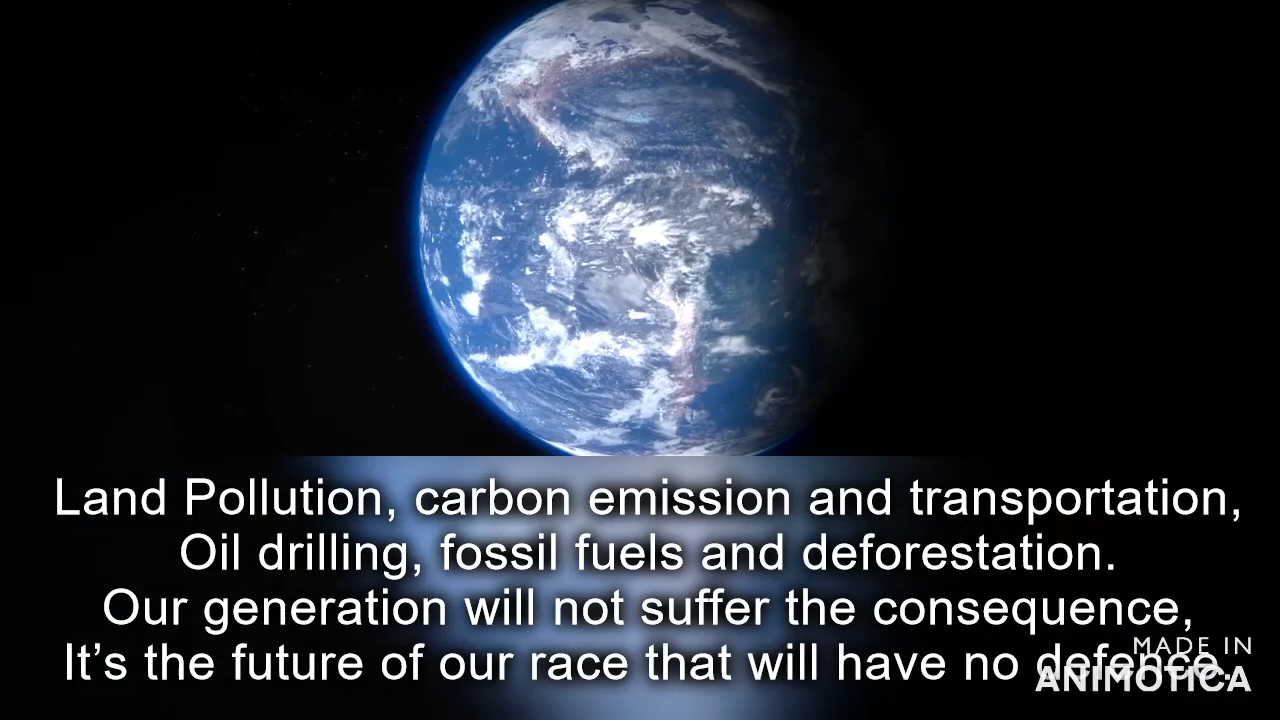 Land Pollution, carbon emission and transportation,
Oil drilling, fossil fuels and deforestation.
Our generation will not suffer the consequence,
It’s the future of our race that will have no defence.
MADE IN
ANIMOTICA